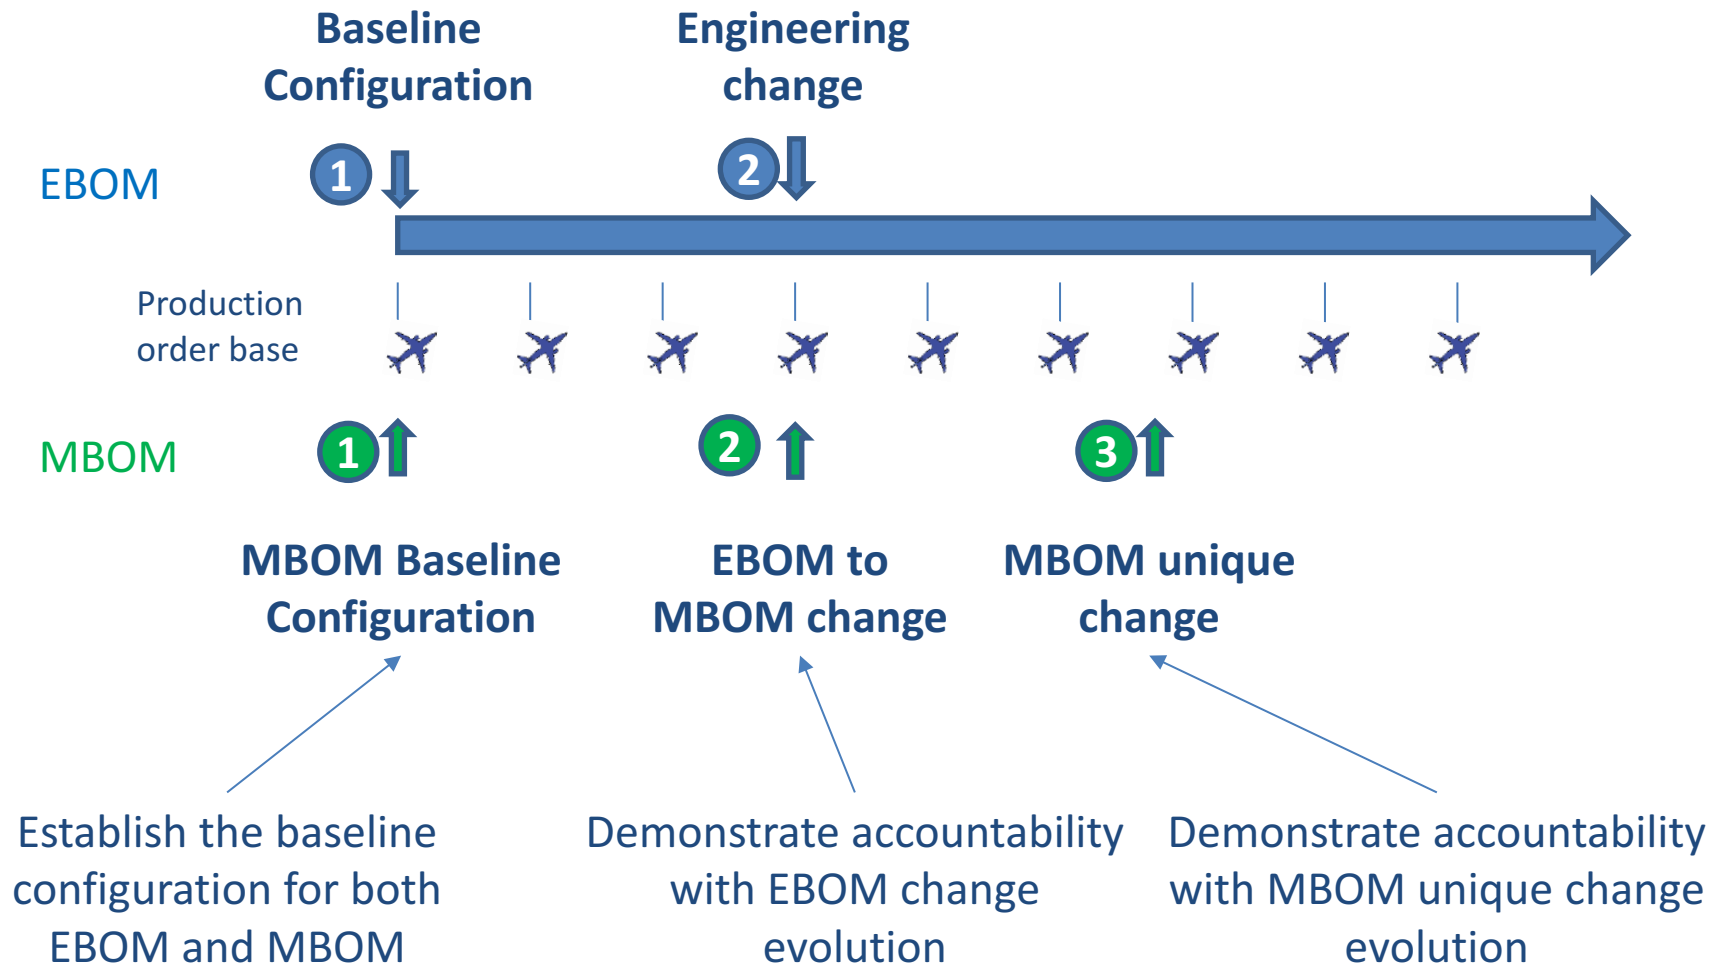 Baseline
Configuration
Engineering
change
1
2
EBOM
Production
order base
MBOM
1
2
3
MBOM Baseline
Configuration
EBOM to
MBOM change
MBOM unique
change
Establish the baseline
configuration for both
EBOM and MBOM
Demonstrate accountability
with EBOM change
evolution
Demonstrate accountability
with MBOM unique change
evolution